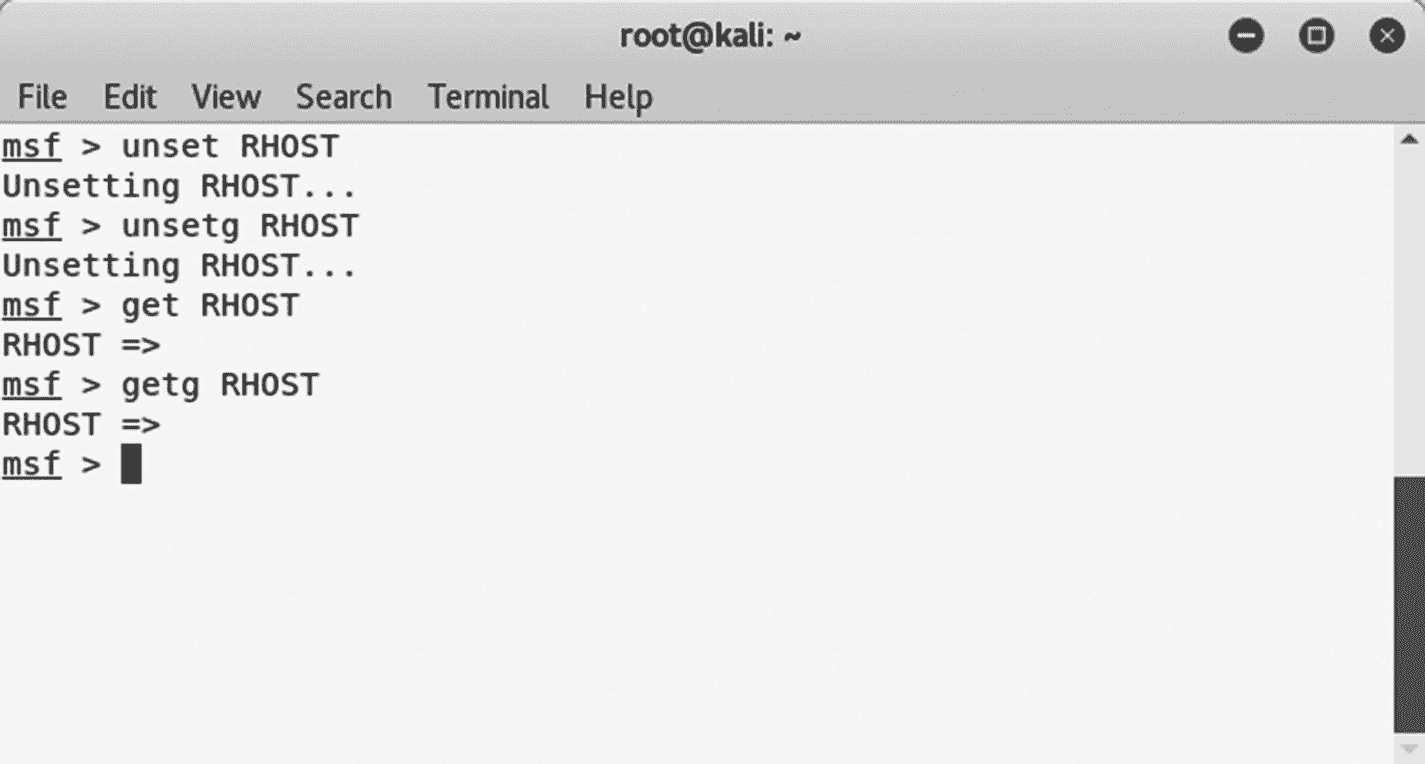 root@kali: ~
File Edit View Search Terminal Help
msf > unset RHOST
Unsetting RHOST...
msf > unsetg RHOST
Unsetting RHOST...
msf > get RHOST
RHOST =>
msf > getg RHOST
RHOST =>
msf >